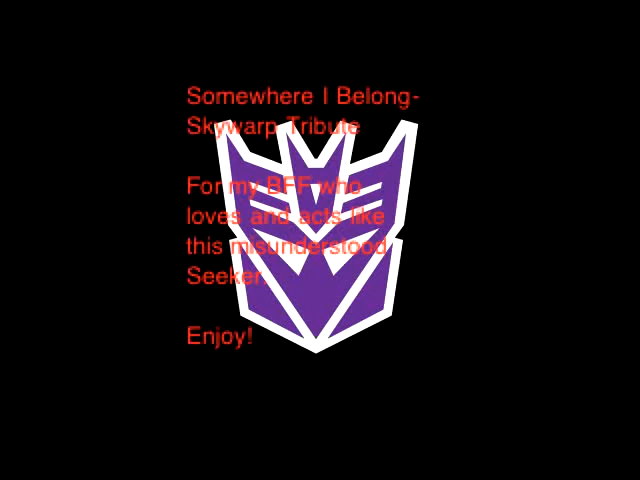 Somewhere I Belong-
Skywarp Tribute
For my BFF who
loves and acts like
this misunderstood
Seeker.
Enjoy!